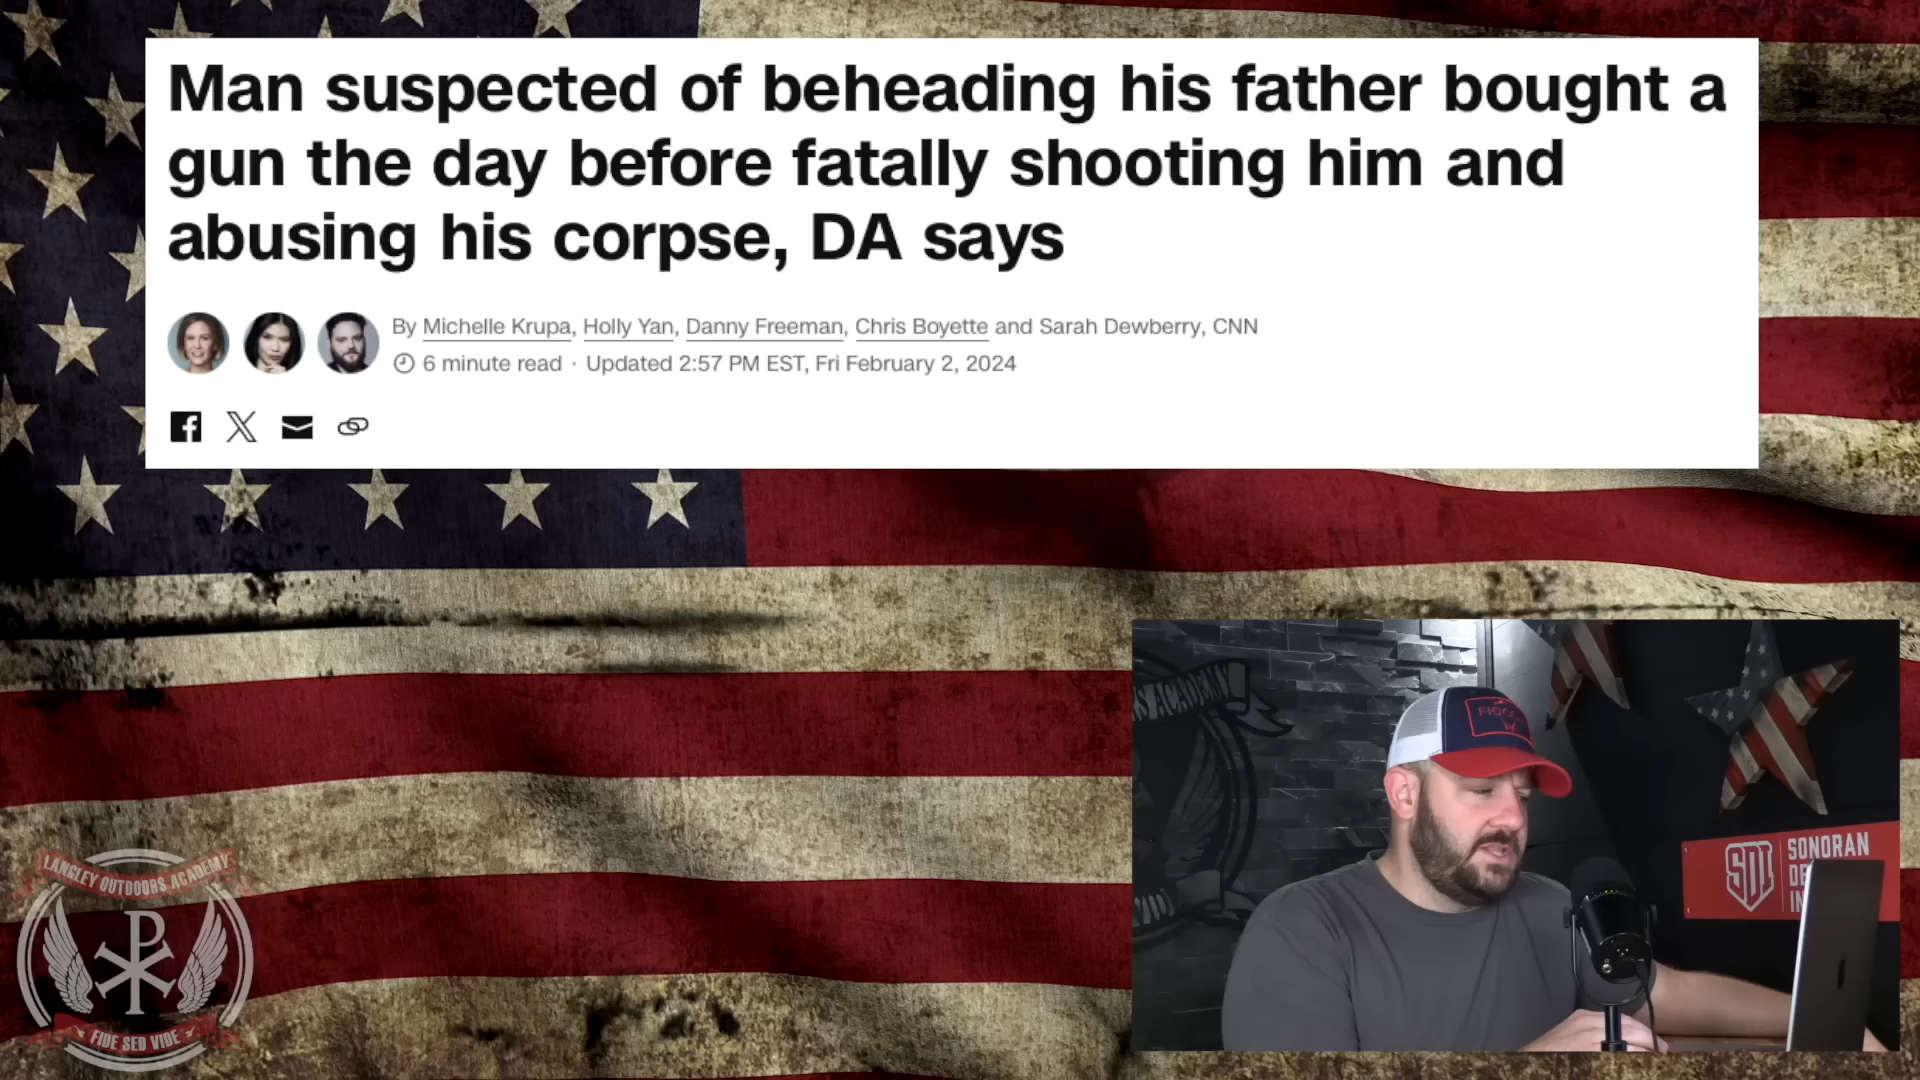 Man suspected of beheading his father bought a
gun the day before fatally shooting him and
abusing his corpse, DA says
By Michelle Krupa, Holly Yan, Danny Freeman, Chris Boyette and Sarah Dewberry, CNN
6 minute read · Updated 2:57 PM EST, Fri February 2, 2024
ACADEMY
SDI
SONORAN
LANGLEY OUTDOORS ACADEMY
FIDE SED VIDE